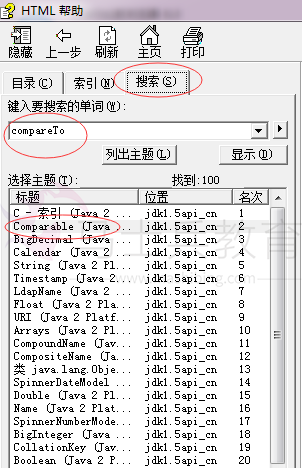 HTML 帮助
隐藏 上一步 刷新 主页 打印
目录(C) 索引(N) 搜索(S)
键入要搜索的单词(W):
compareTo
列出主题(L) 显示(D)
选择主题(T): 找到:100
标题 位置 名次
C - 索引 (Java 2 ... jdk1.5api_cn 1
Comparable (Java ... jdk1.5api_cn 2
BigDecimal (Java ... jdk1.5api_cn 3
Calendar (Java 2 ... jdk1.5api_cn 4
String (Java 2 Pl... jdk1.5api_cn 5
Timestamp (Java 2... jdk1.5api_cn 6
LdapName (Java 2 ... jdk1.5api_cn 7
Float (Java 2 Pla... jdk1.5api_cn 8
URI (Java 2 Platf... jdk1.5api_cn 9
Arrays (Java 2 Pl... jdk1.5api_cn 10
CompoundName (Jav... jdk1.5api_cn 11
CompositeName (Ja... jdk1.5api_cn 12
类 java.lang.Obje... jdk1.5api_cn 13
SpinnerDateModel ... jdk1.5api_cn 14
Double (Java 2 Pl... jdk1.5api_cn 15
Name (Java 2 Plat... jdk1.5api_cn 16
SpinnerNumberMode... jdk1.5api_cn 17
BigInteger (Java ... jdk1.5api_cn 18
CollationKey (Jav... jdk1.5api_cn 19
Boolean (Java 2 P... jdk1.5api_cn 20